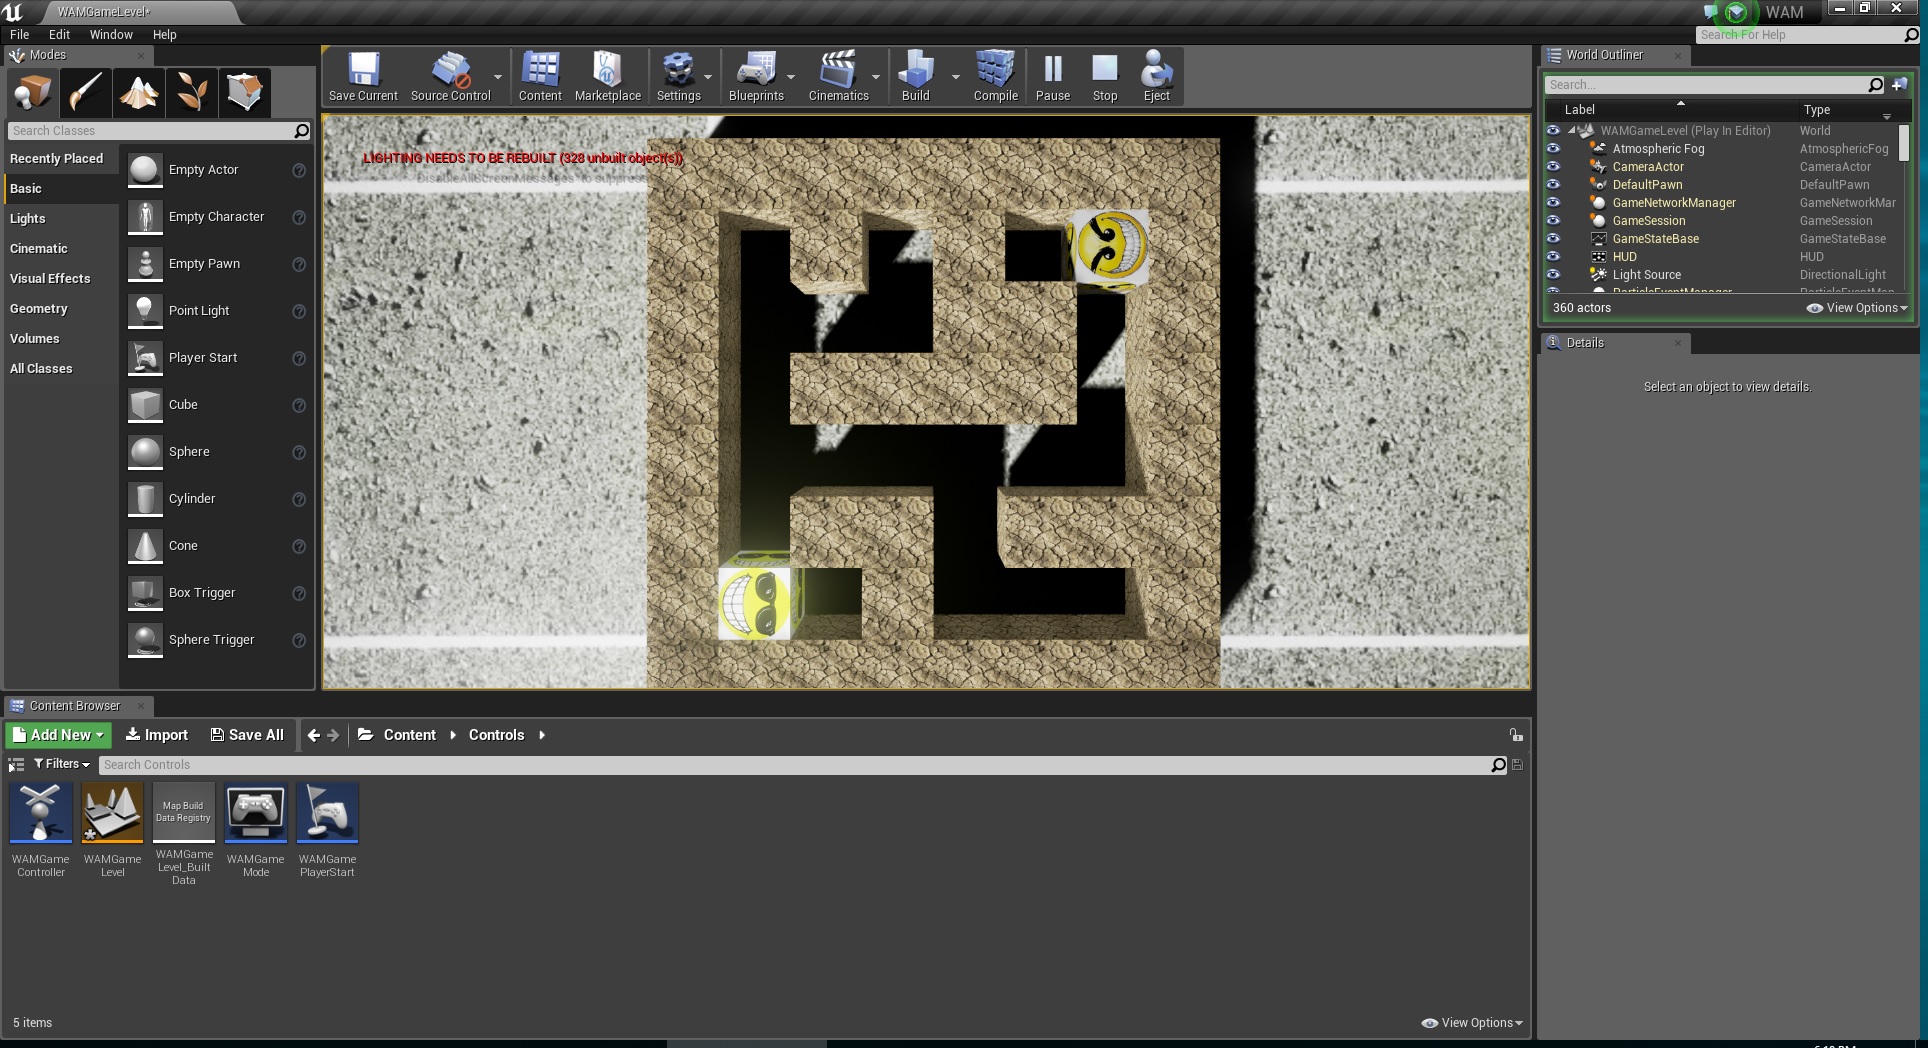 WAMGameLevel*
WAM
File Edit Window Help
Search For Help
Modes
Search Classes
Recently Placed
Basic
Lights
Cinematic
Visual Effects
Geometry
Volumes
All Classes
Empty Actor
Empty Character
Empty Pawn
Point Light
Player Start
Cube
Sphere
Cylinder
Cone
Box Trigger
Sphere Trigger
Save Current Source Control Content Marketplace Settings Blueprints Cinematics Build Compile Pause Stop Eject
LIGHTING NEEDS TO BE REBUILT (328 unbuilt object(s))
'DisableAllScreenMessages' to suppress
World Outliner
Search...
Label Type
WAMGameLevel (Play In Editor) World
Atmospheric Fog AtmosphericFog
CameraActor CameraActor
DefaultPawn DefaultPawn
GameNetworkManager GameNetworkMar
GameSession GameSession
GameStateBase GameStateBase
HUD HUD
Light Source DirectionalLight
ParticleEventManager ParticleEventMan
360 actors View Options
Details
Select an object to view details.
Content Browser
Add New Import Save All Content Controls
Filters Search Controls
Map Build
Data Registry
WAMGame
Controller
WAMGame
Level
WAMGame
Level_Built
Data
WAMGame
Mode
WAMGame
PlayerStart
5 items View Options